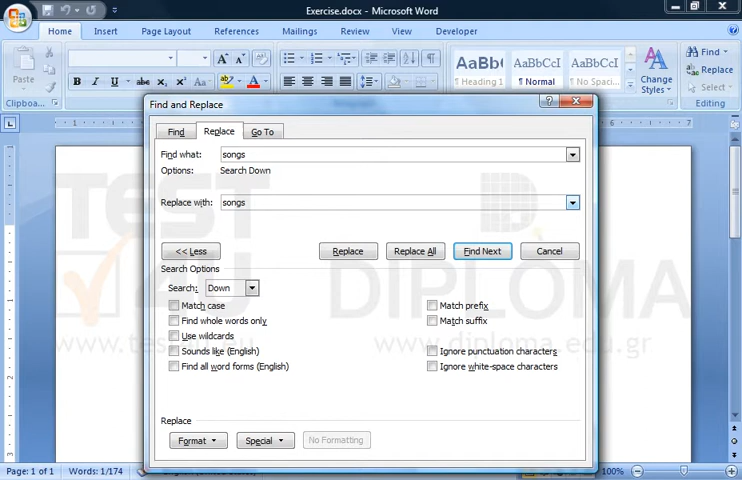 Exercise.docx - Microsoft Word
Home Insert Page Layout References Mailings Review View Developer
Paste
B I U abc x₂ x² Aa A
AaBbC AaBbCcI AaBbCcI
¶ Heading 1 ¶ Normal ¶ No Spaci...
Change Styles
Find
Replace
Select
Clipboa... Editing
Find and Replace
Find Replace Go To
Find what: songs
Options: Search Down
Replace with: songs
<< Less Replace Replace All Find Next Cancel
Search Options
Search: Down
Match case Match prefix
Find whole words only Match suffix
Use wildcards
Sounds like (English) Ignore punctuation characters
Find all word forms (English) Ignore white-space characters
Replace
Format Special No Formatting
TEST 4U
DIPLOMA
www.diploma.edu.gr
Page: 1 of 1 Words: 1/174 100%